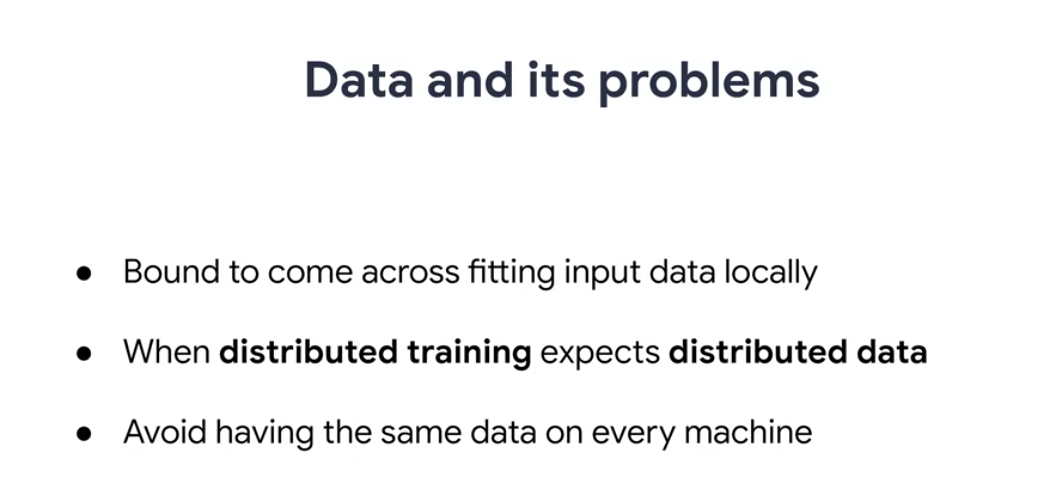 Data and its problems
● Bound to come across fitting input data locally
● When distributed training expects distributed data
● Avoid having the same data on every machine